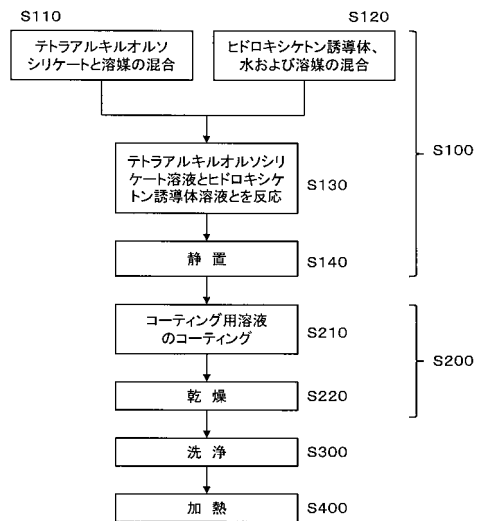 S110
S120
テトラアルキルオルソ
シリケートと溶媒の混合
ヒドロキシケトン誘導体、
水および溶媒の混合
S100
テトラアルキルオルソシリ
ケート溶液とヒドロキシケ
トン誘導体溶液とを反応
S130
静 置
S140
コーティング用溶液
のコーティング
S210
S200
乾 燥
S220
洗 浄
S300
加 熱
S400